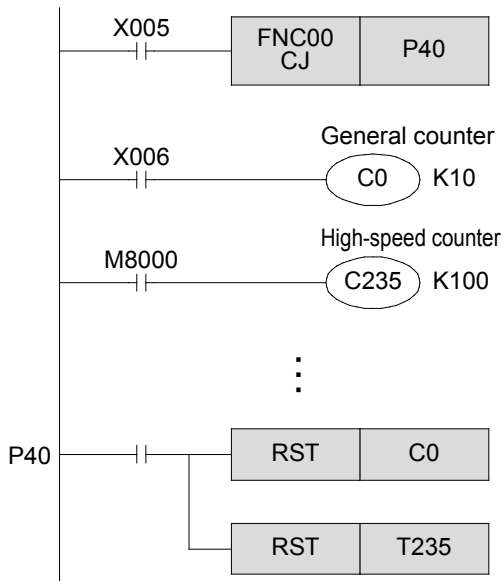 X005
FNC00
CJ
P40
General counter
X006
C0
K10
High-speed counter
M8000
C235
K100
P40
RST
C0
RST
T235